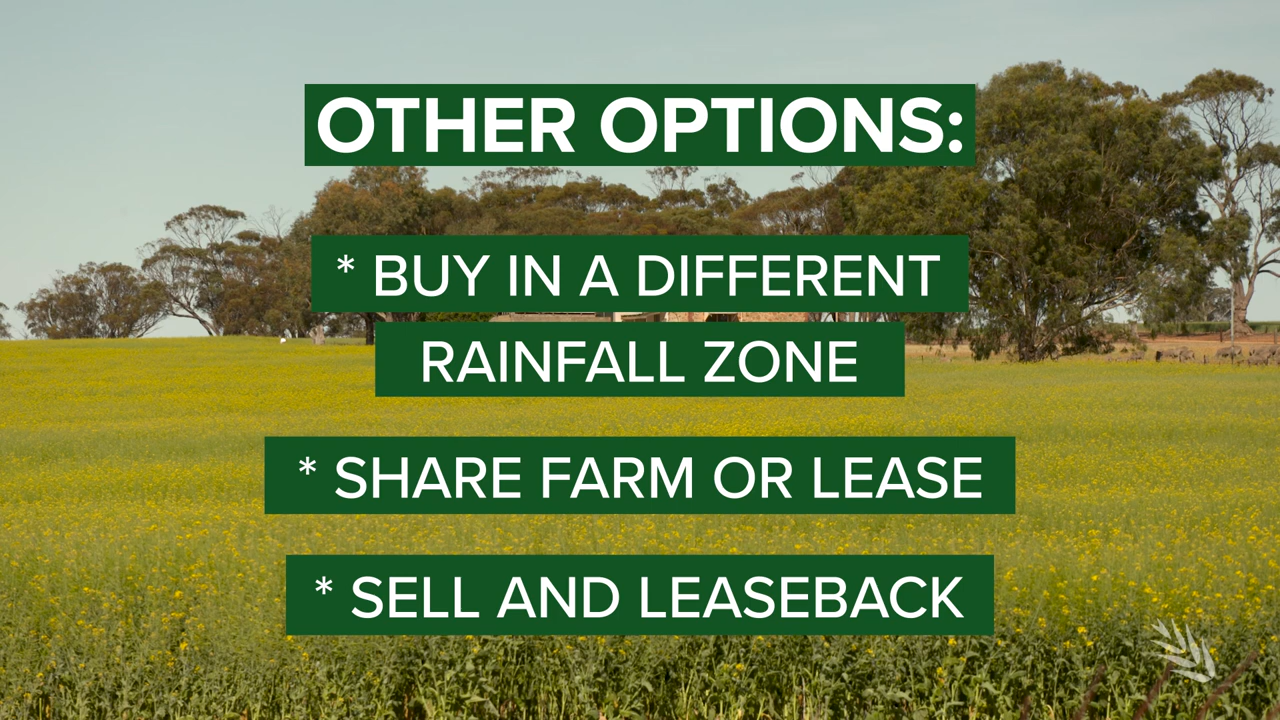 OTHER OPTIONS:
* BUY IN A DIFFERENT
RAINFALL ZONE
* SHARE FARM OR LEASE
* SELL AND LEASEBACK